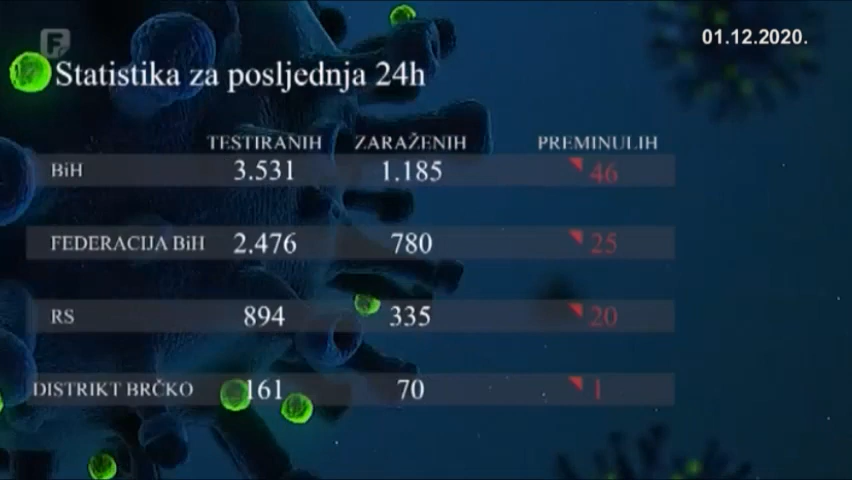 F
01.12.2020.
Statistika za posljednja 24h
TESTIRANIH ZARAŽENIH PREMINULIH
BiH 3.531 1.185 46
FEDERACIJA BiH 2.476 780 25
RS 894 335 20
DISTRIKT BRČKO 161 70 1